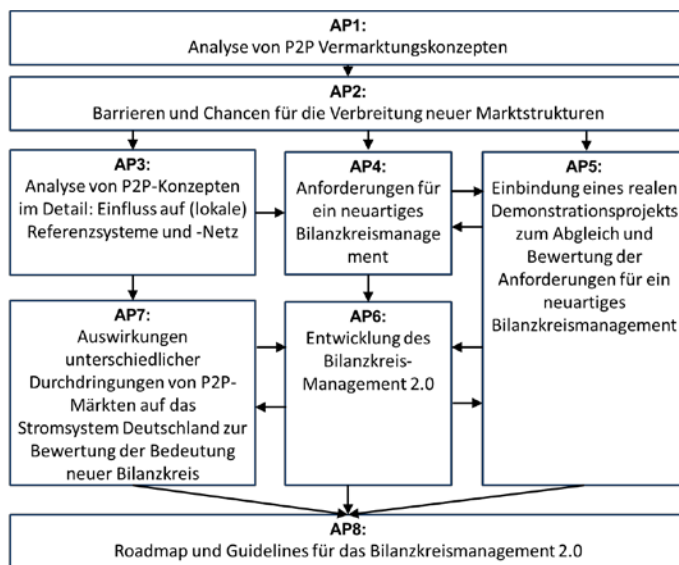 AP1:
Analyse von P2P Vermarktungskonzepten
AP2:
Barrieren und Chancen für die Verbreitung neuer Marktstrukturen
AP3:
Analyse von P2P-Konzepten
im Detail: Einfluss auf (lokale)
Referenzsysteme und -Netz
AP4:
Anforderungen für
ein neuartiges
Bilanzkreismanage
ment
AP5:
Einbindung eines realen
Demonstrationsprojekts
zum Abgleich und
Bewertung der
Anforderungen für ein
neuartiges
Bilanzkreismanagement
AP7:
Auswirkungen
unterschiedlicher
Durchdringungen von P2P-
Märkten auf das
Stromsystem Deutschland zur
Bewertung der Bedeutung
neuer Bilanzkreis
AP6:
Entwicklung des
Bilanzkreis-
Management 2.0
AP8:
Roadmap und Guidelines für das Bilanzkreismanagement 2.0